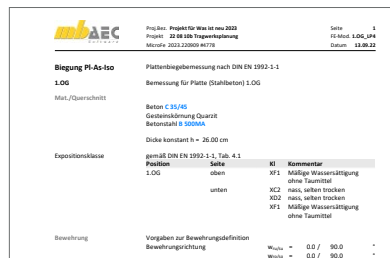 mbAEC
Software
Proj.Bez. Projekt für Was ist neu 2023 Seite 1
Projekt 22 08 10b Tragwerksplanung FE-Mod. 1.OG_LP4
MicroFe 2023.220909 #4778 Datum 13.09.22
Biegung Pl-As-Iso Plattenbiegebemessung nach DIN EN 1992-1-1
1.OG Bemessung für Platte (Stahlbeton) 1.OG
Mat./Querschnitt
Beton C 35/45
Gesteinskörnung Quarzit
Betonstahl B 500MA
Dicke konstant h = 26.00 cm
Expositionsklasse gemäß DIN EN 1992-1-1, Tab. 4.1
Position Seite Kl Kommentar
1.OG oben XF1 Mäßige Wassersättigung
ohne Taumittel
unten XC2 nass, selten trocken
XD2 nass, selten trocken
XF1 Mäßige Wassersättigung
ohne Taumittel
Bewehrung Vorgaben zur Bewehrungsdefinition
Bewehrungsrichtung = 0.0 / 90.0 °
= 0.0 / 90.0 °